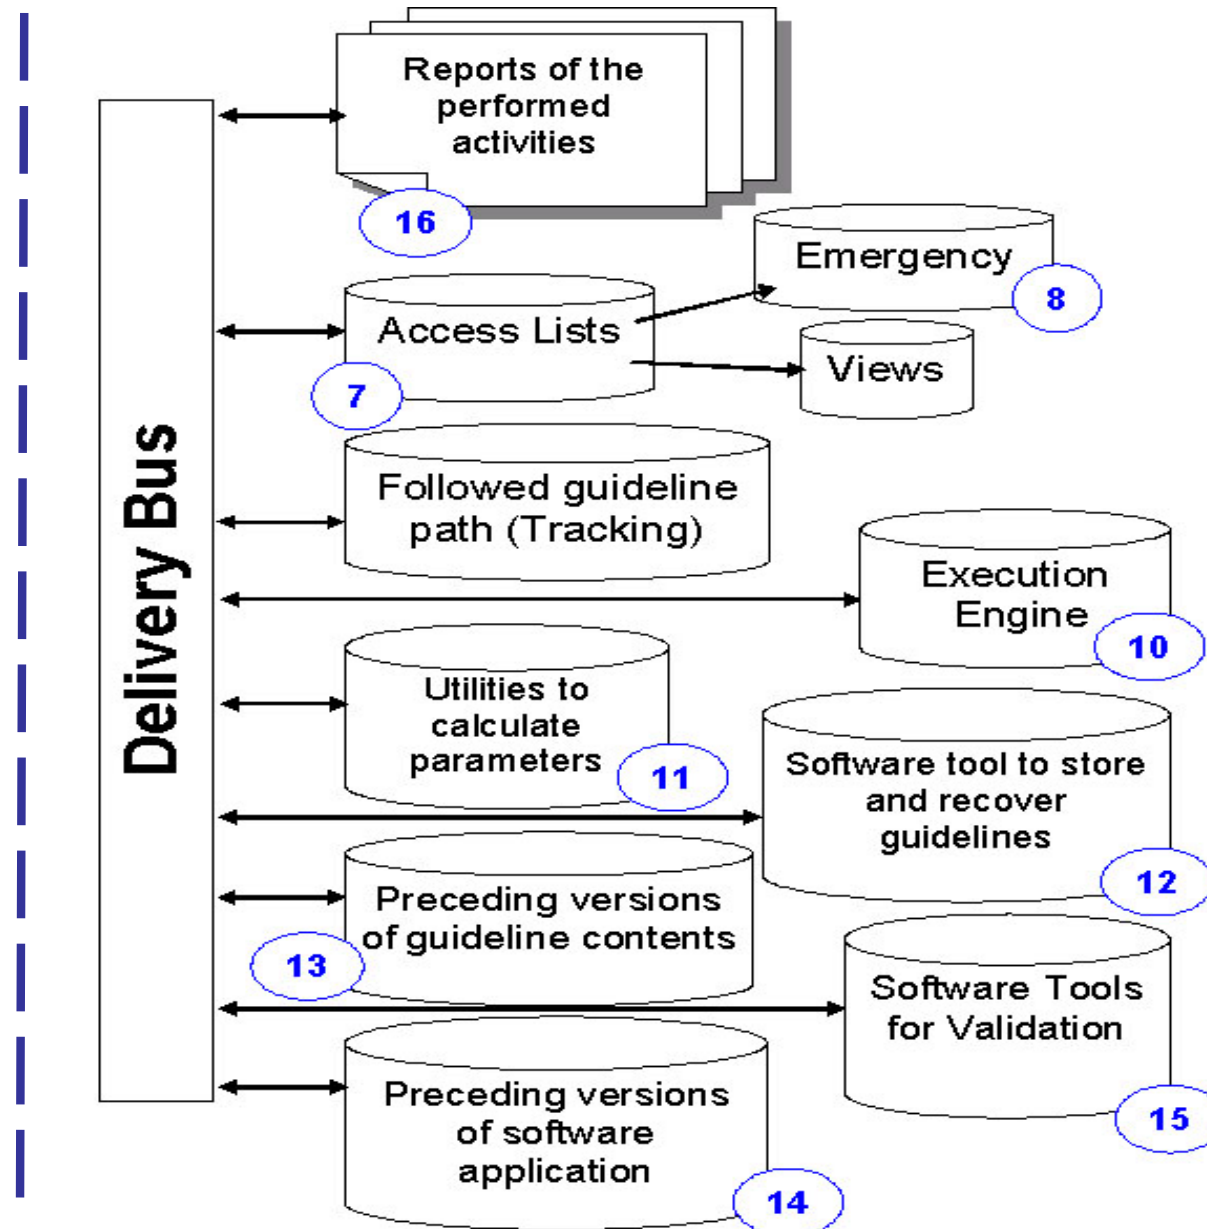 Reports of the
performed
activities
16
Emergency
8
Access Lists
7
Views
Delivery Bus
Followed guideline
path (Tracking)
Execution
Engine
10
Utilities to
calculate
parameters
11
Software tool to store
and recover
guidelines
12
Preceding versions
of guideline contents
13
Software Tools
for Validation
15
Preceding versions
of software
application
14